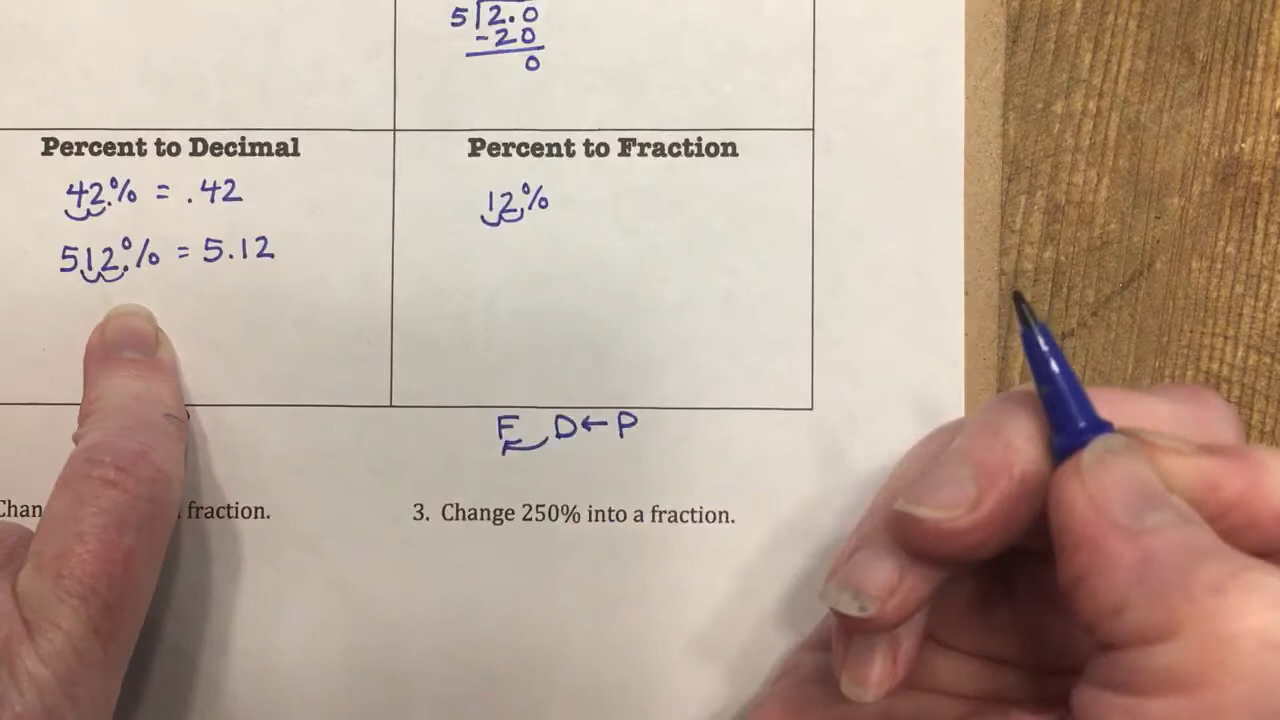 5 2.0
-20
0
Percent to Decimal
42.% = .42
512.% = 5.12
Percent to Fraction
12.%
F D ← P
Chan fraction.
3. Change 250% into a fraction.